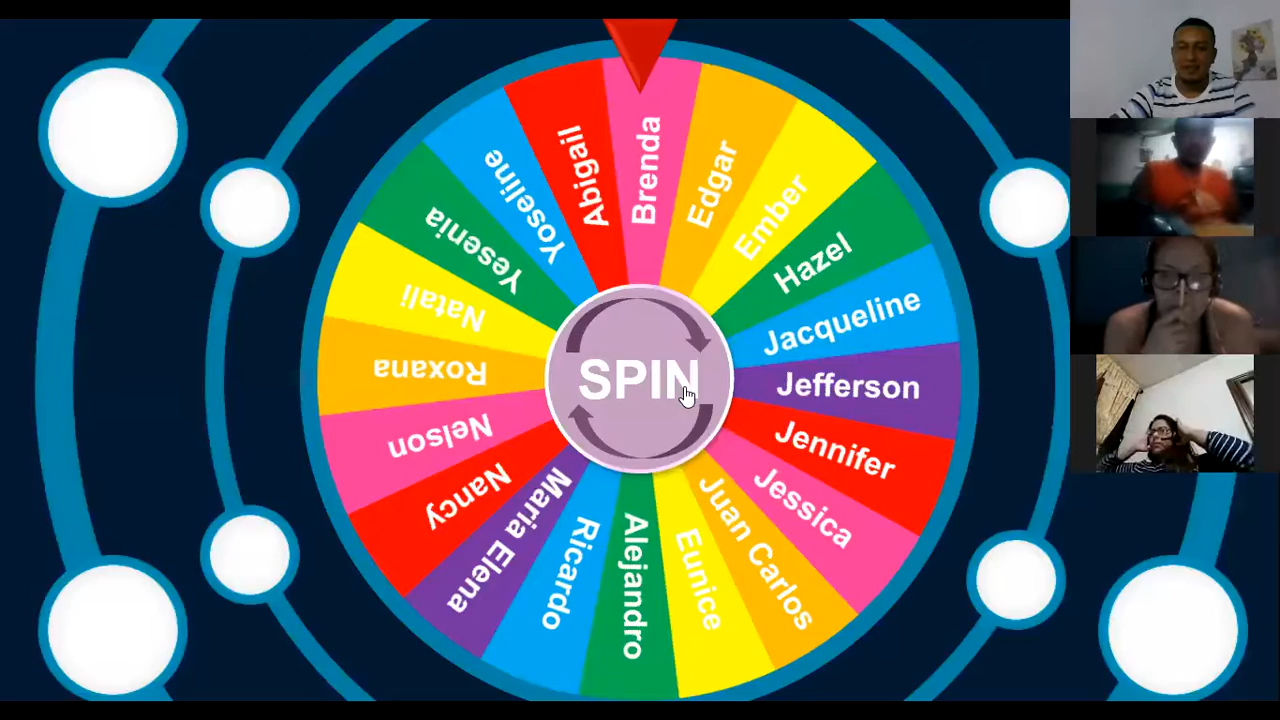 Brenda
Edgar
Ember
Hazel
Jacqueline
Jefferson
Jennifer
Jessica
Juan Carlos
Eunice
Alejandro
Ricardo
Maria Elena
Nancy
Nelson
Roxana
Natali
Yesenia
Yoseline
Abigail
SPIN